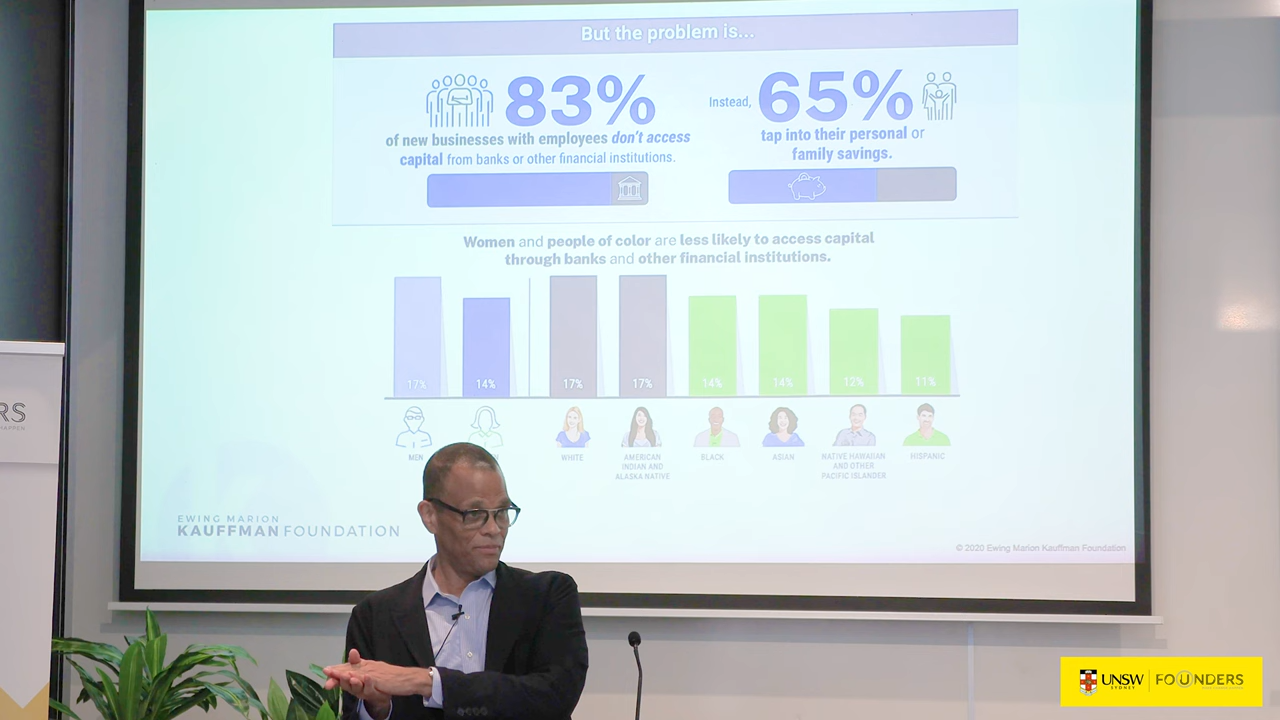 But the problem is...
83%
of new businesses with employees don't access
capital from banks or other financial institutions.
Instead, 65%
tap into their personal or
family savings.
Women and people of color are less likely to access capital
through banks and other financial institutions.
17%
14%
17%
17%
14%
14%
12%
11%
MEN
WHITE
AMERICAN
INDIAN AND
ALASKA NATIVE
BLACK
ASIAN
NATIVE HAWAIIAN
AND OTHER
PACIFIC ISLANDER
HISPANIC
EWING MARION
KAUFFMAN FOUNDATION
© 2020 Ewing Marion Kauffman Foundation
RS
UNSW
SYDNEY
FOUNDERS